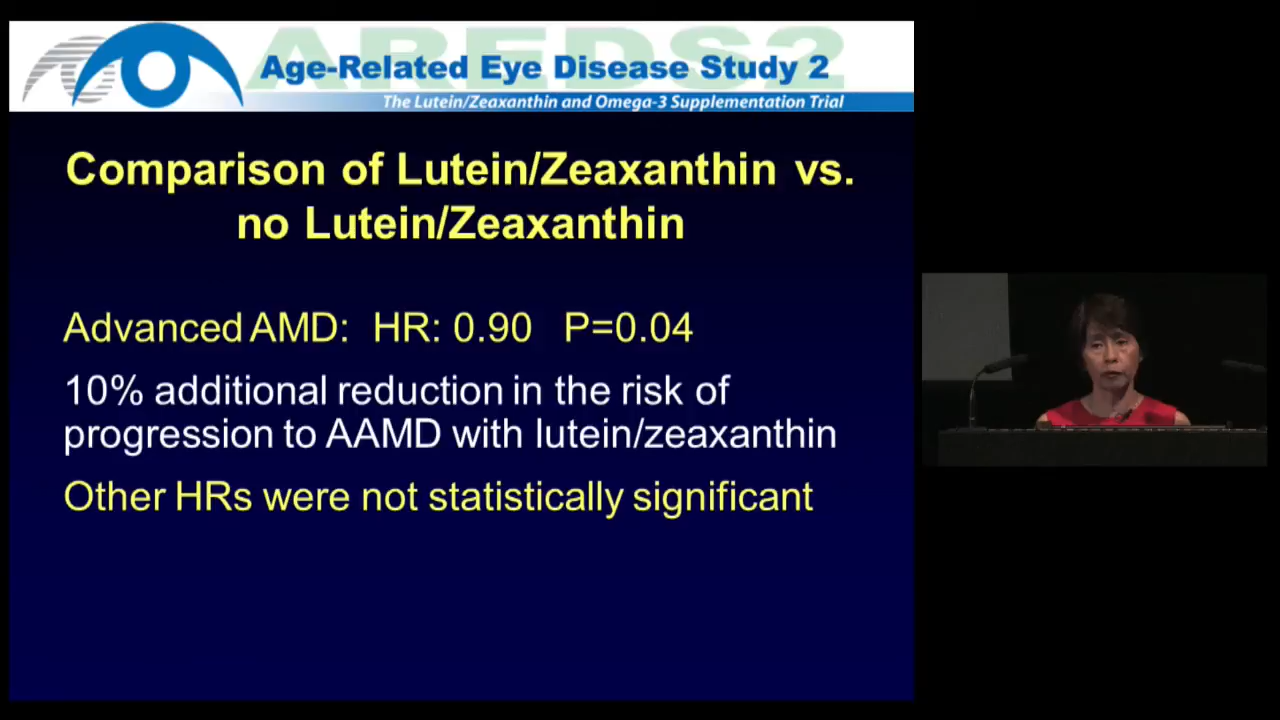 AREDS2
Age-Related Eye Disease Study 2
The Lutein/Zeaxanthin and Omega-3 Supplementation Trial
Comparison of Lutein/Zeaxanthin vs.
no Lutein/Zeaxanthin
Advanced AMD: HR: 0.90 P=0.04
10% additional reduction in the risk of
progression to AAMD with lutein/zeaxanthin
Other HRs were not statistically significant